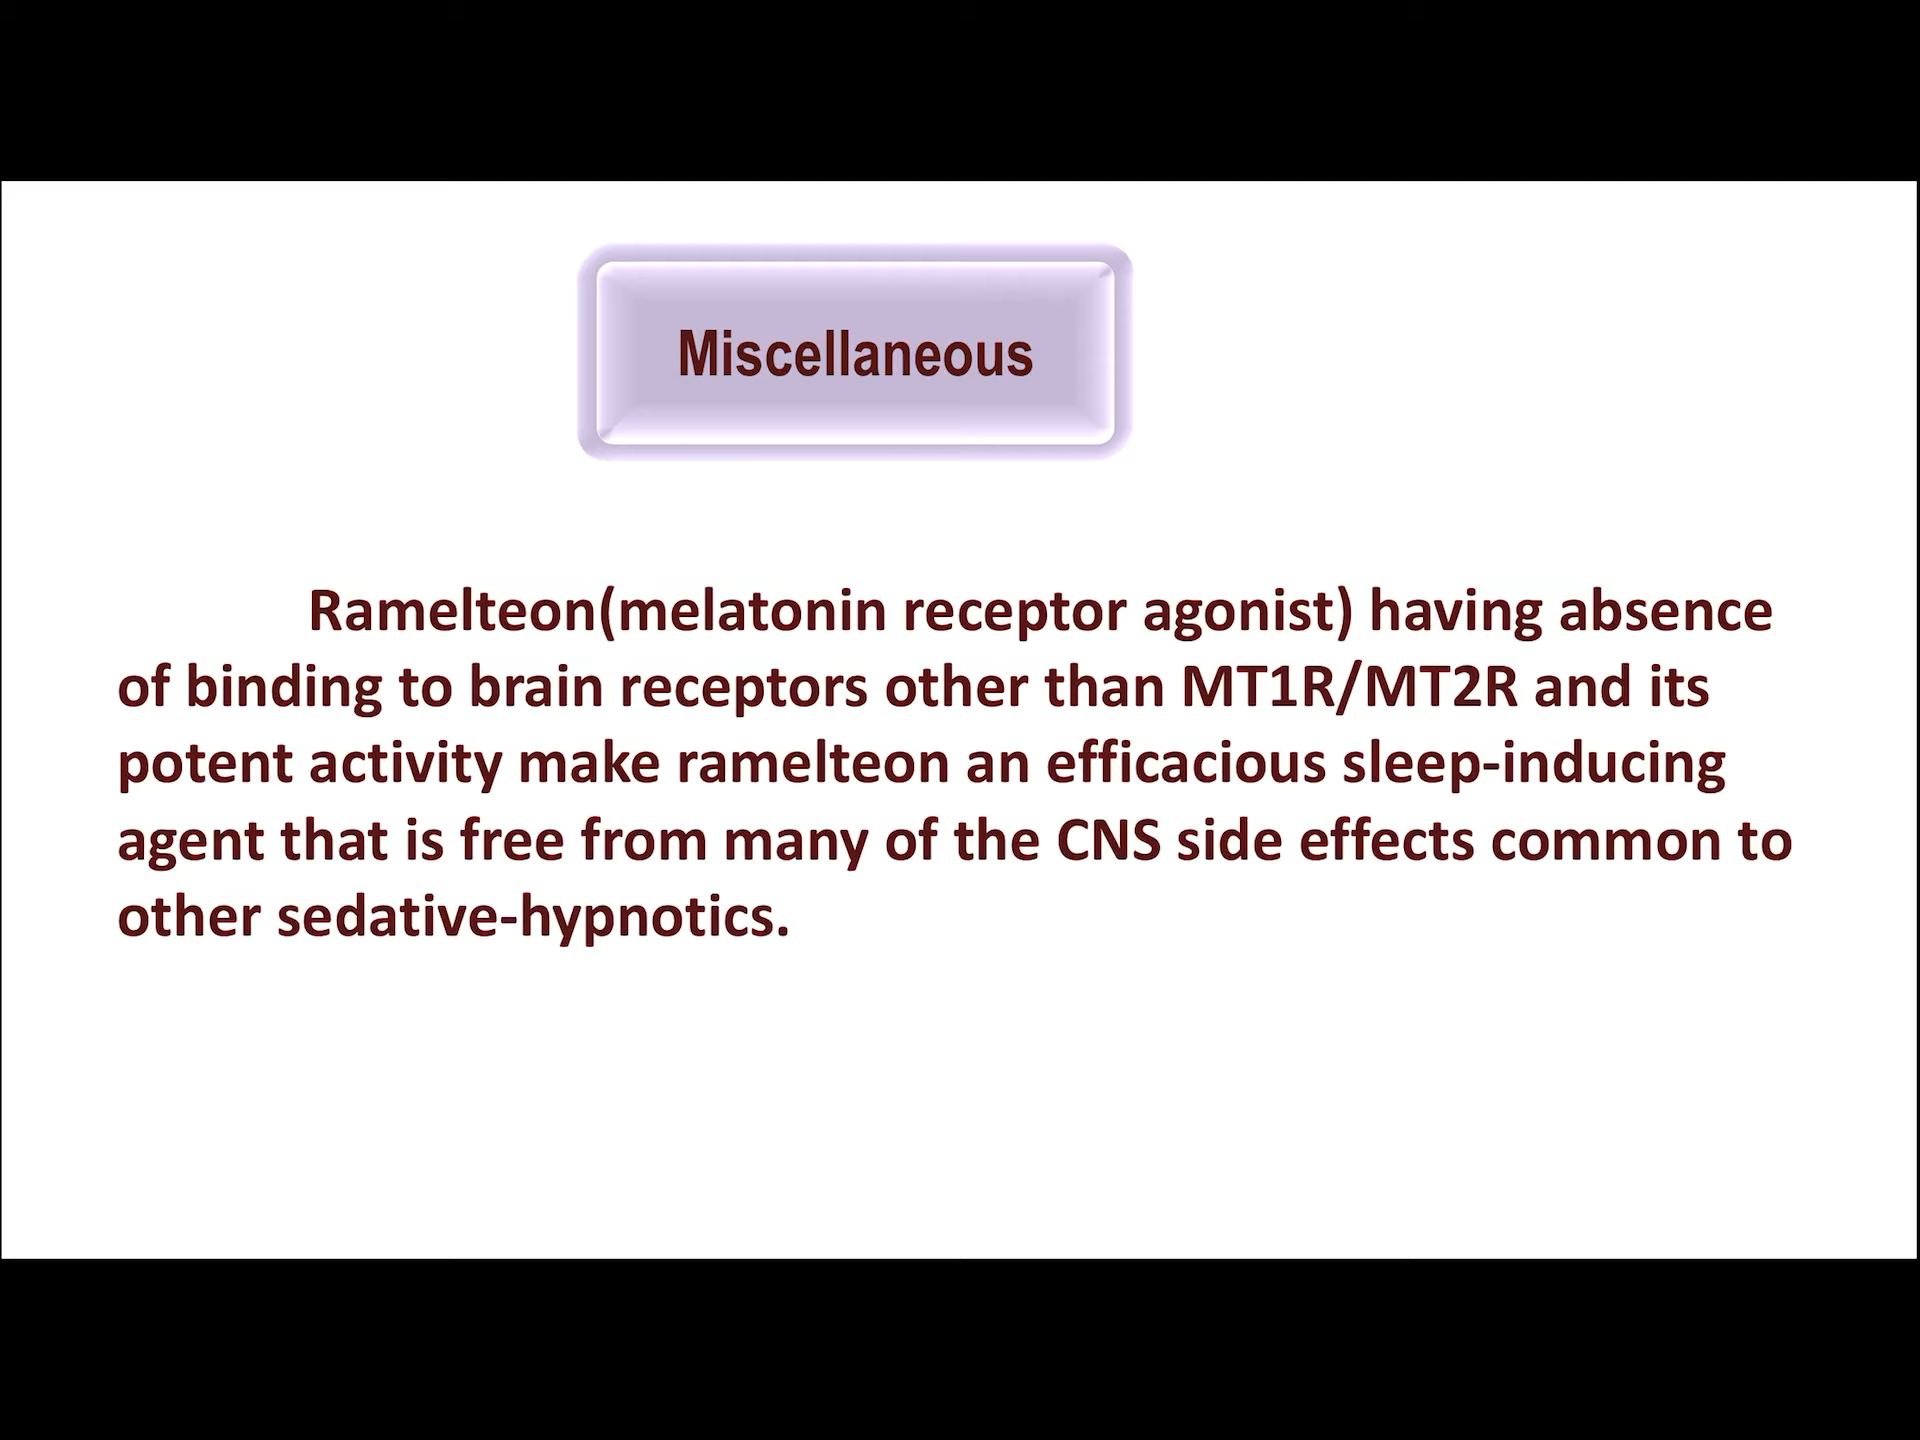 Miscellaneous
Ramelteon(melatonin receptor agonist) having absence
of binding to brain receptors other than MT1R/MT2R and its
potent activity make ramelteon an efficacious sleep-inducing
agent that is free from many of the CNS side effects common to
other sedative-hypnotics.